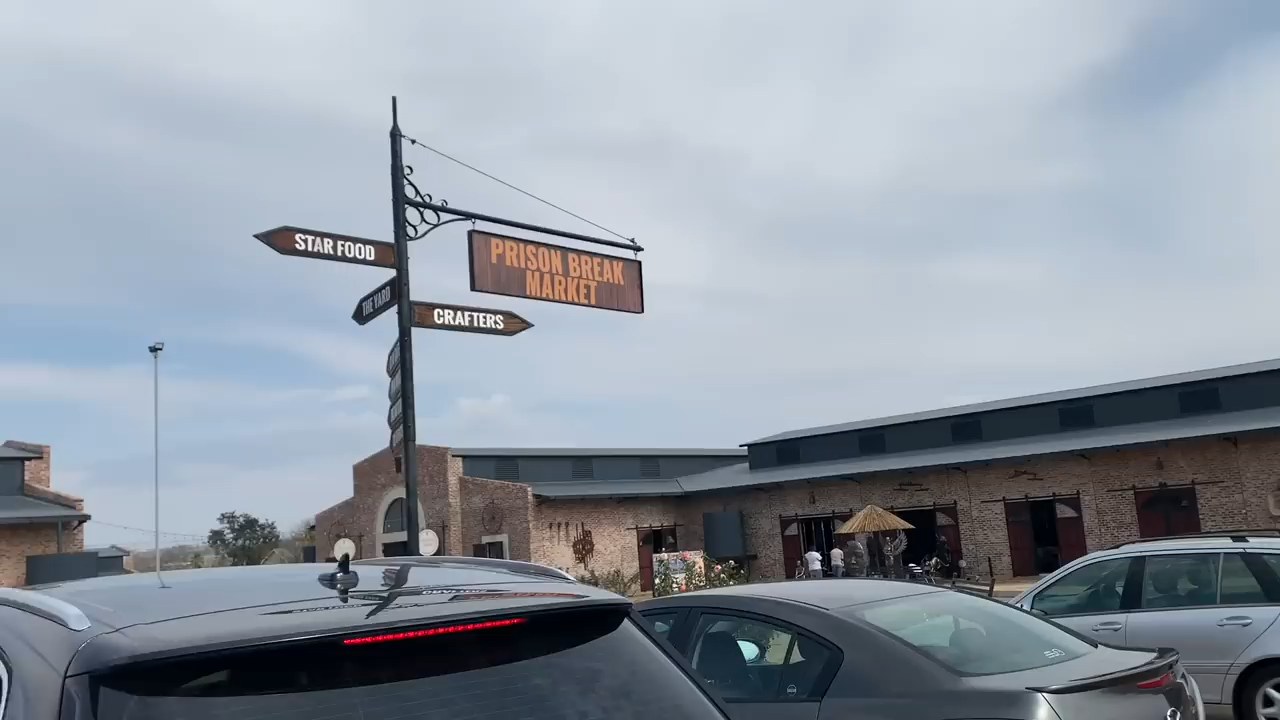 STAR FOOD
PRISON BREAK
MARKET
THE YARD
CRAFTERS